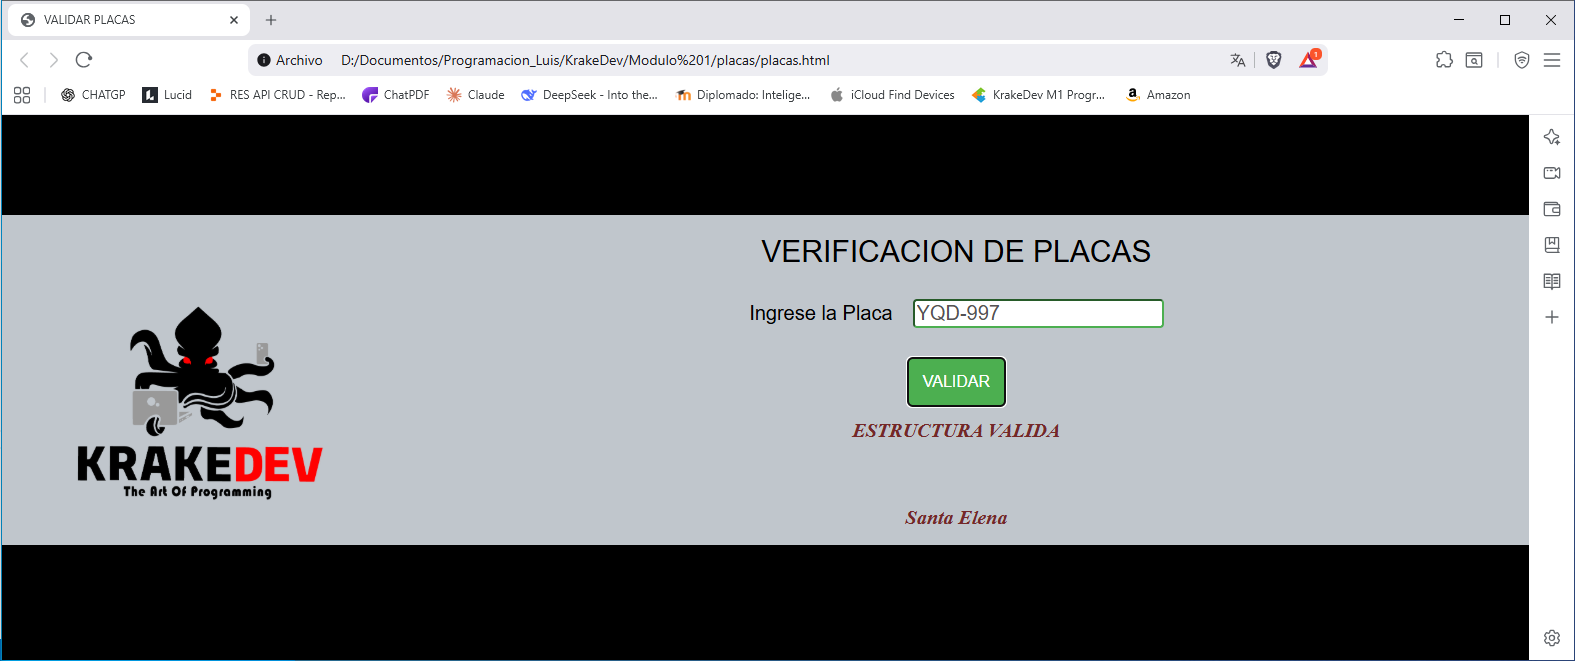 VALIDAR PLACAS
Archivo D:/Documentos/Programacion_Luis/KrakeDev/Modulo%201/placas/placas.html
1
CHATGP Lucid RES API CRUD - Rep... ChatPDF Claude DeepSeek - Into the... Diplomado: Intelige... iCloud Find Devices KrakeDev M1 Progr... Amazon
VERIFICACION DE PLACAS
Ingrese la Placa YQD-997
VALIDAR
ESTRUCTURA VALIDA
KRAKEDEV
The Art Of Programming
Santa Elena